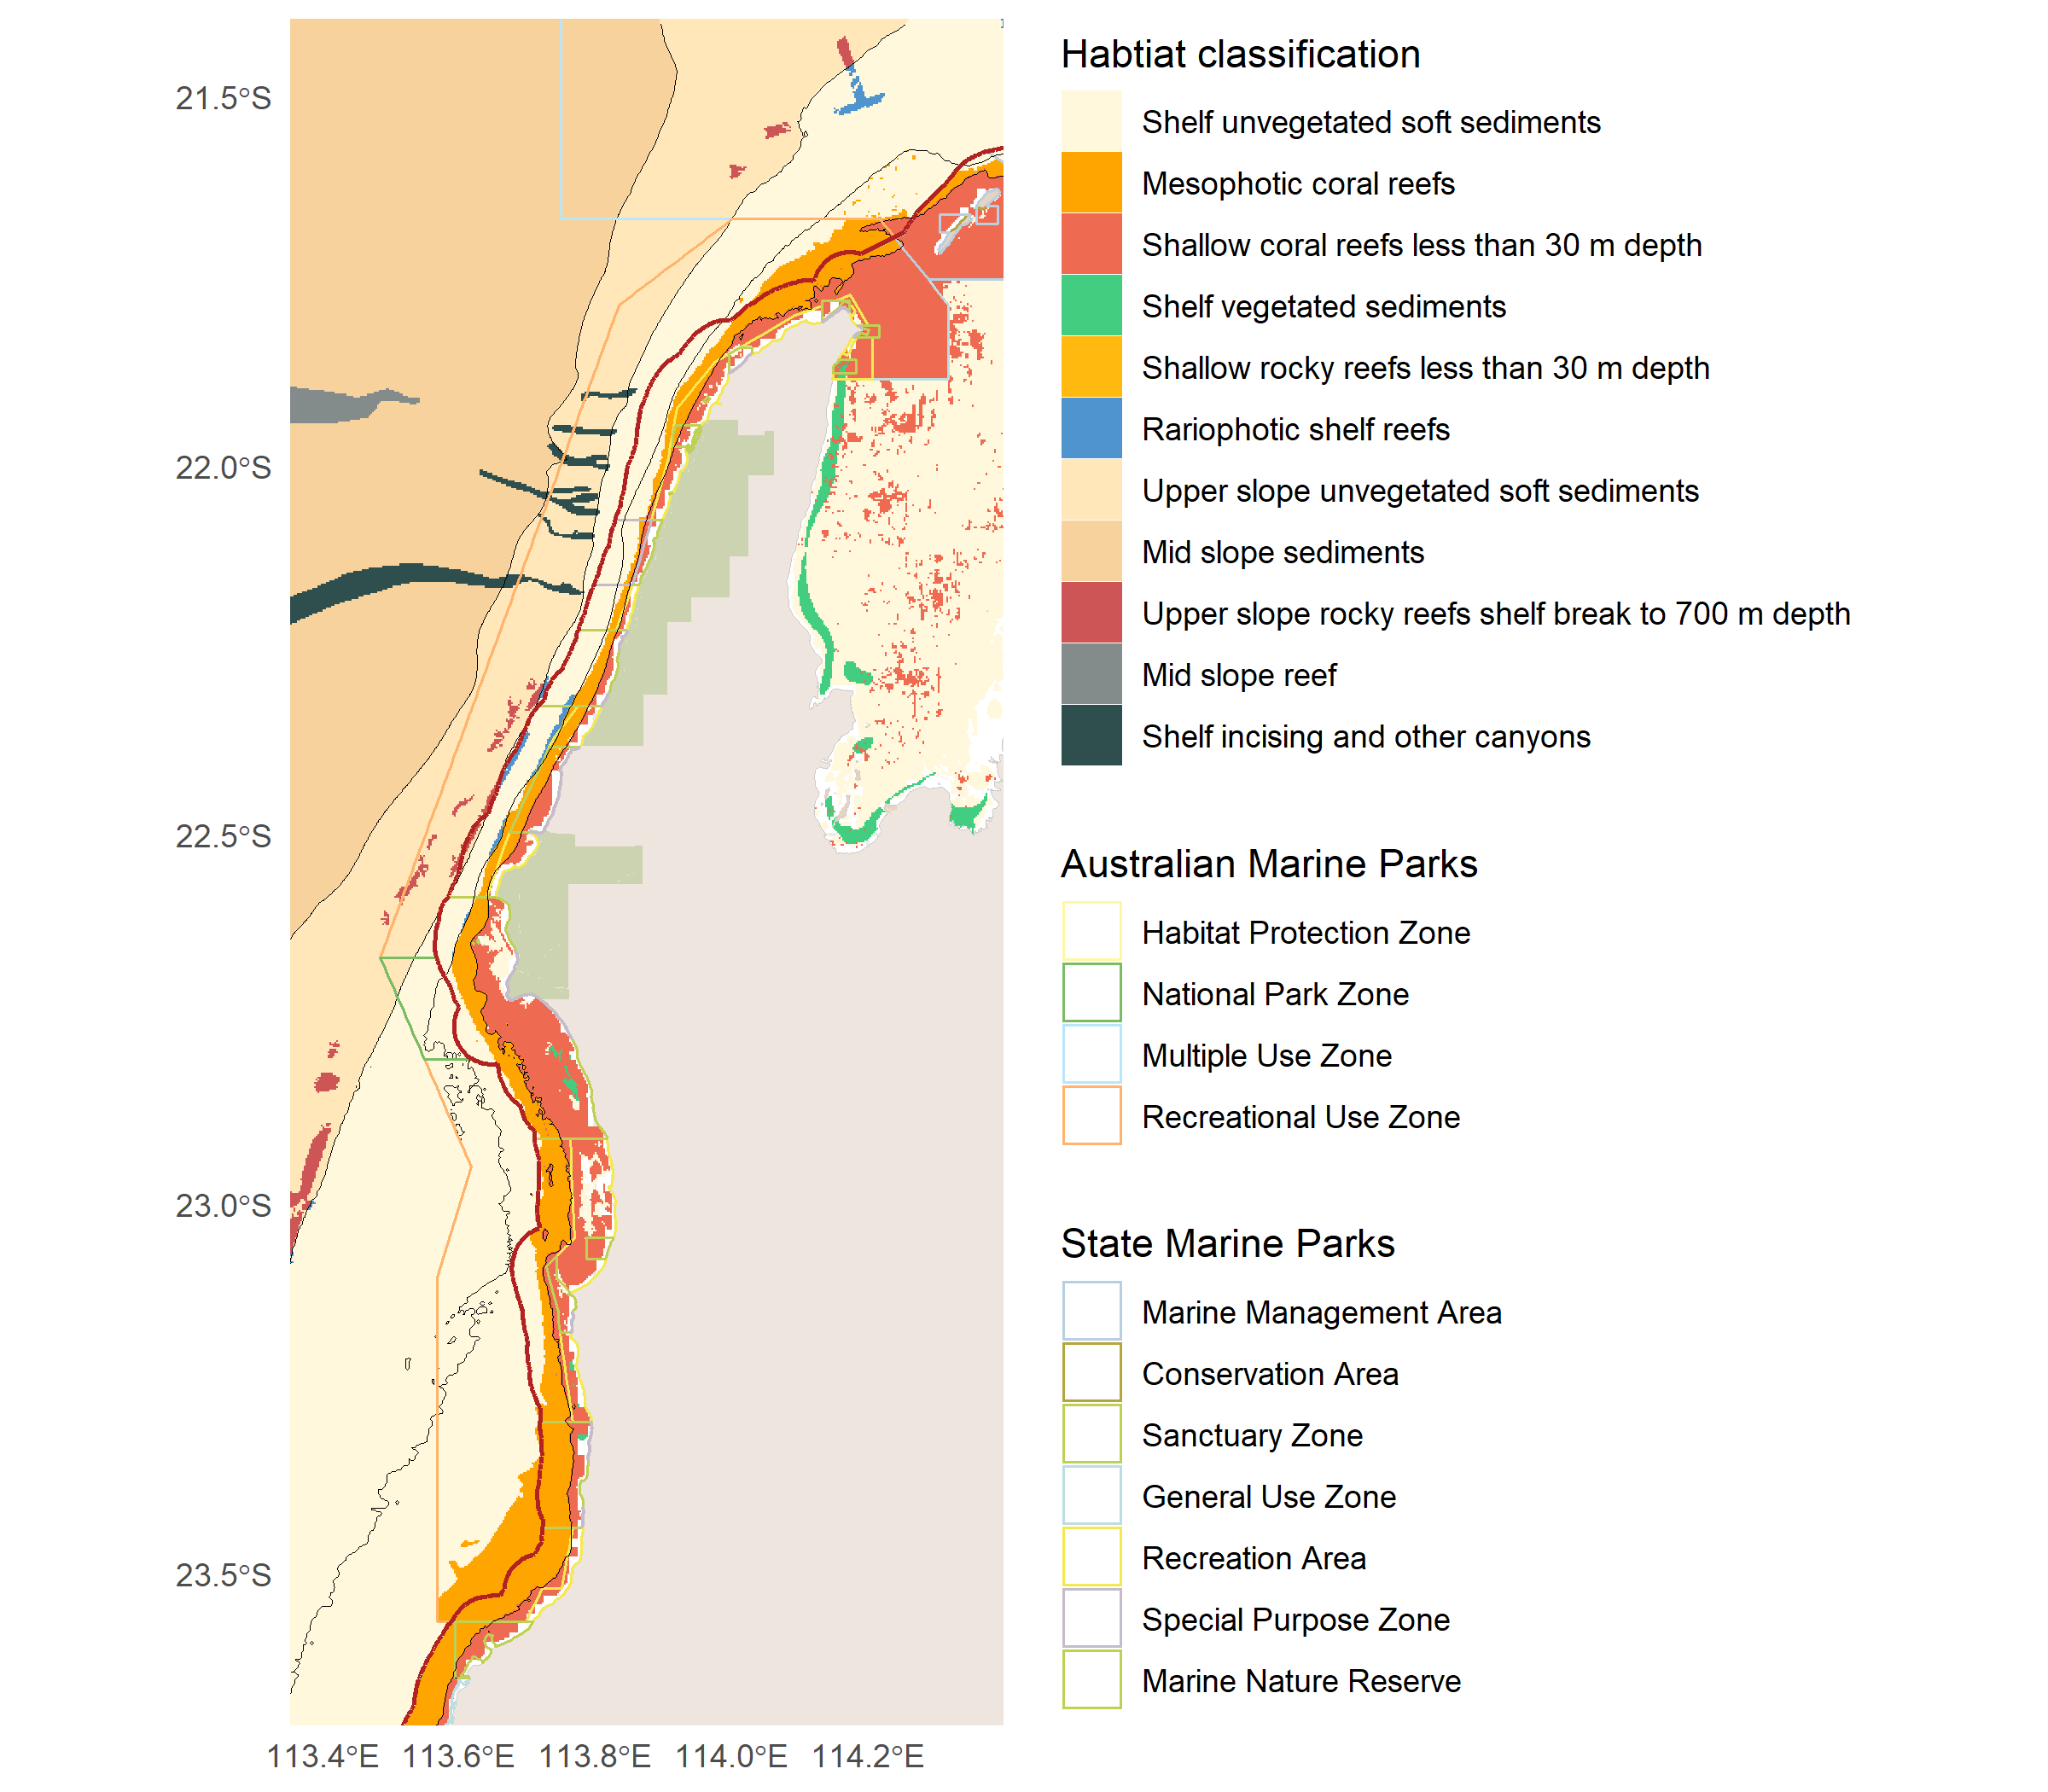 Habtiat classification
Shelf unvegetated soft sediments
Mesophotic coral reefs
Shallow coral reefs less than 30 m depth
Shelf vegetated sediments
Shallow rocky reefs less than 30 m depth
Rariophotic shelf reefs
Upper slope unvegetated soft sediments
Mid slope sediments
Upper slope rocky reefs shelf break to 700 m depth
Mid slope reef
Shelf incising and other canyons
Australian Marine Parks
Habitat Protection Zone
National Park Zone
Multiple Use Zone
Recreational Use Zone
State Marine Parks
Marine Management Area
Conservation Area
Sanctuary Zone
General Use Zone
Recreation Area
Special Purpose Zone
Marine Nature Reserve
21.5°S
22.0°S
22.5°S
23.0°S
23.5°S
113.4°E 113.6°E 113.8°E 114.0°E 114.2°E